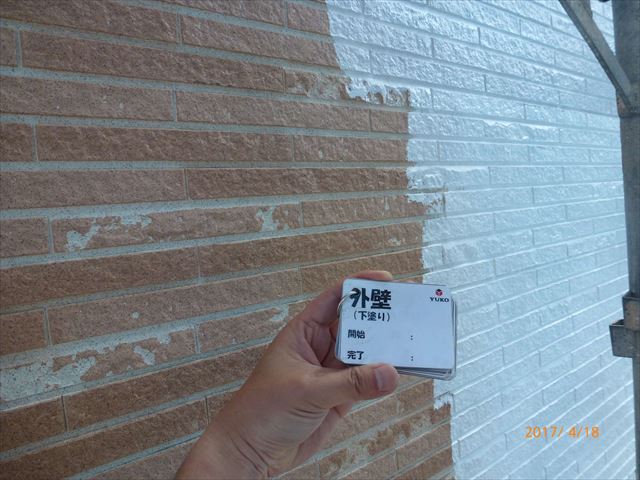 外壁
YUKO
（下塗り）
開始　：
完了　：
2017/ 4/18